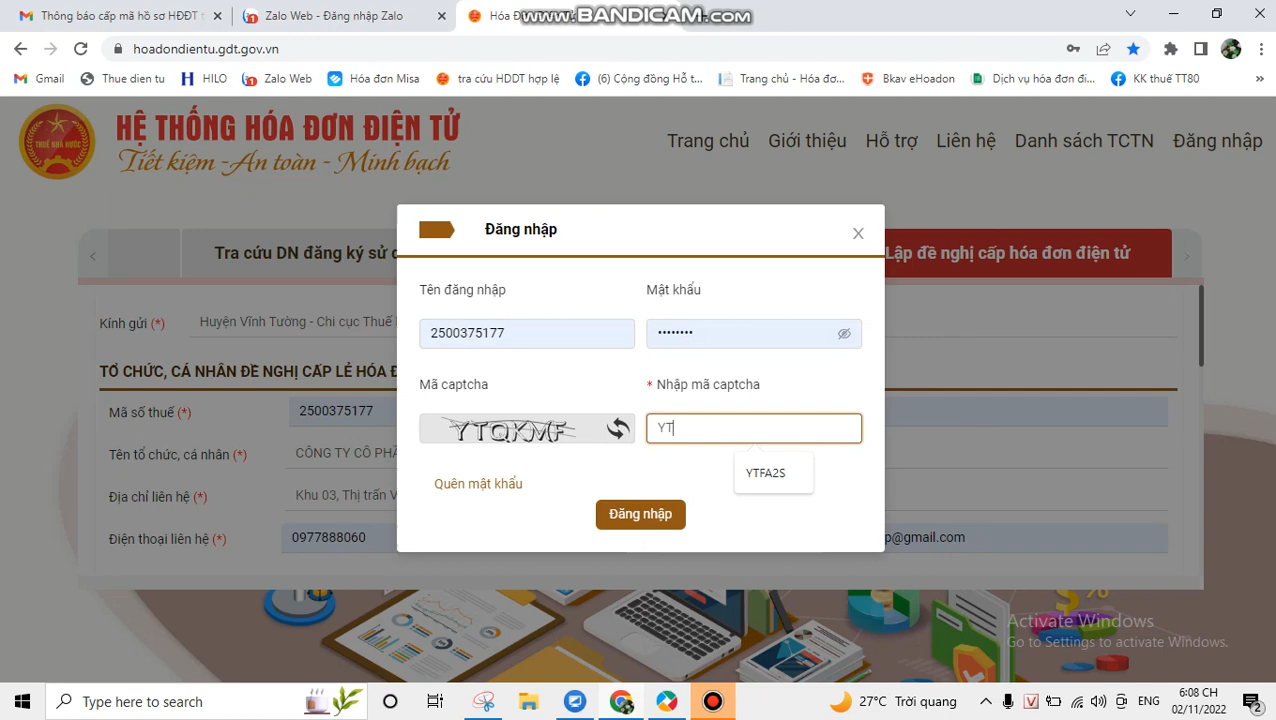 Thông báo cấp mã hồ sơ HĐĐT t
Zalo Web - Đăng nhập Zalo
Hóa Đ
WWW.BANDICAM.COM
hoadondientu.gdt.gov.vn
Gmail
Thue dien tu
HILO
Zalo Web
Hóa đơn Misa
tra cứu HDDT hợp lệ
(6) Cộng đồng Hỗ t...
Trang chủ - Hóa đơ...
Bkav eHoadon
Dịch vụ hóa đơn đi...
KK thuế TT80
»
HỆ THỐNG HÓA ĐƠN ĐIỆN TỬ
Tiết kiệm -An toàn - Minh bạch
THUẾ NHÀ NƯỚC
Trang chủ
Giới thiệu
Hỗ trợ
Liên hệ
Danh sách TCTN
Đăng nhập
Tra cứu DN đăng ký sử
Lập đề nghị cấp hóa đơn điện tử
Kính gửi (*)
Huyện Vĩnh Tường - Chi cục Thuế
TỔ CHỨC, CÁ NHÂN ĐỀ NGHỊ CẤP LẺ HÓA
Mã số thuế (*)
2500375177
Tên tổ chức, cá nhân (*)
CÔNG TY CỔ PHẦ
Địa chỉ liên hệ (*)
Khu 03, Thị trấn V
Điện thoại liên hệ (*)
0977888060
p@gmail.com
Đăng nhập
Tên đăng nhập
Mật khẩu
2500375177
••••••••
Mã captcha
* Nhập mã captcha
YTQKMF
YT
YTFA2S
Quên mật khẩu
Đăng nhập
Activate Windows
Go to Settings to activate Windows.
Type here to search
27°C Trời quang
ENG
6:08 CH
02/11/2022
2